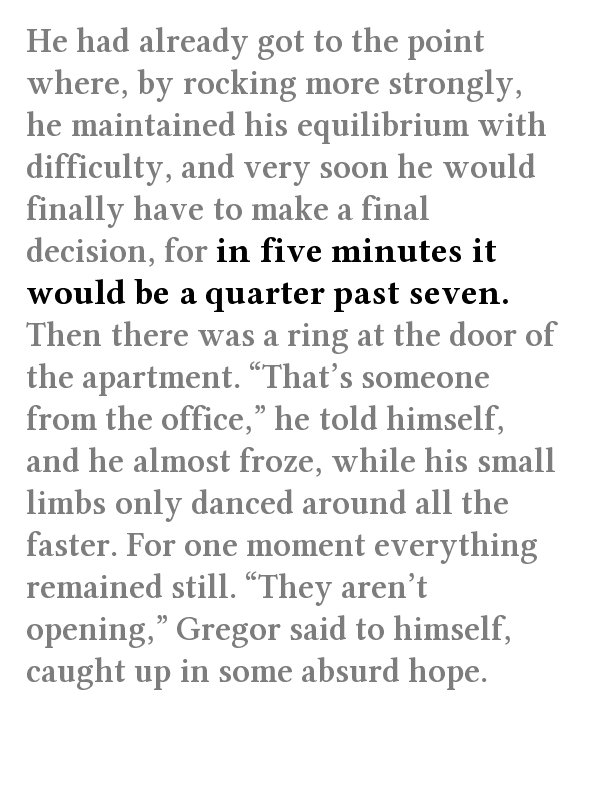 He had already got to the point
where, by rocking more strongly,
he maintained his equilibrium with
difficulty, and very soon he would
finally have to make a final
decision, for in five minutes it
would be a quarter past seven.
Then there was a ring at the door of
the apartment. “That’s someone
from the office,” he told himself,
and he almost froze, while his small
limbs only danced around all the
faster. For one moment everything
remained still. “They aren’t
opening,” Gregor said to himself,
caught up in some absurd hope.